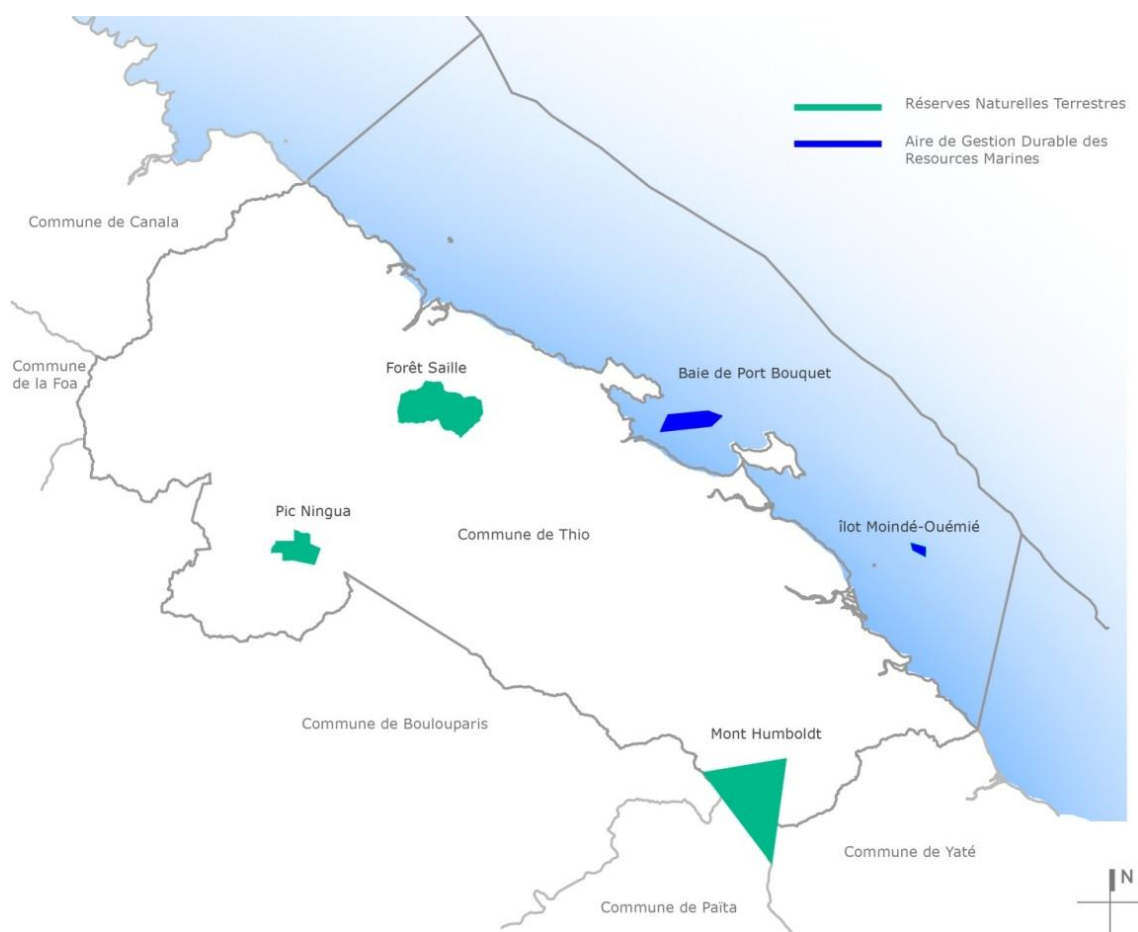 Réserves Naturelles Terrestres
Aire de Gestion Durable des
Resources Marines
Commune de Canala
Commune
de la Foa
Forêt Saille
Baie de Port Bouquet
Pic Ningua
Commune de Thio
îlot Moindé-Ouémié
Commune de Boulouparis
Mont Humboldt
Commune de Yaté
Commune de Païta
N